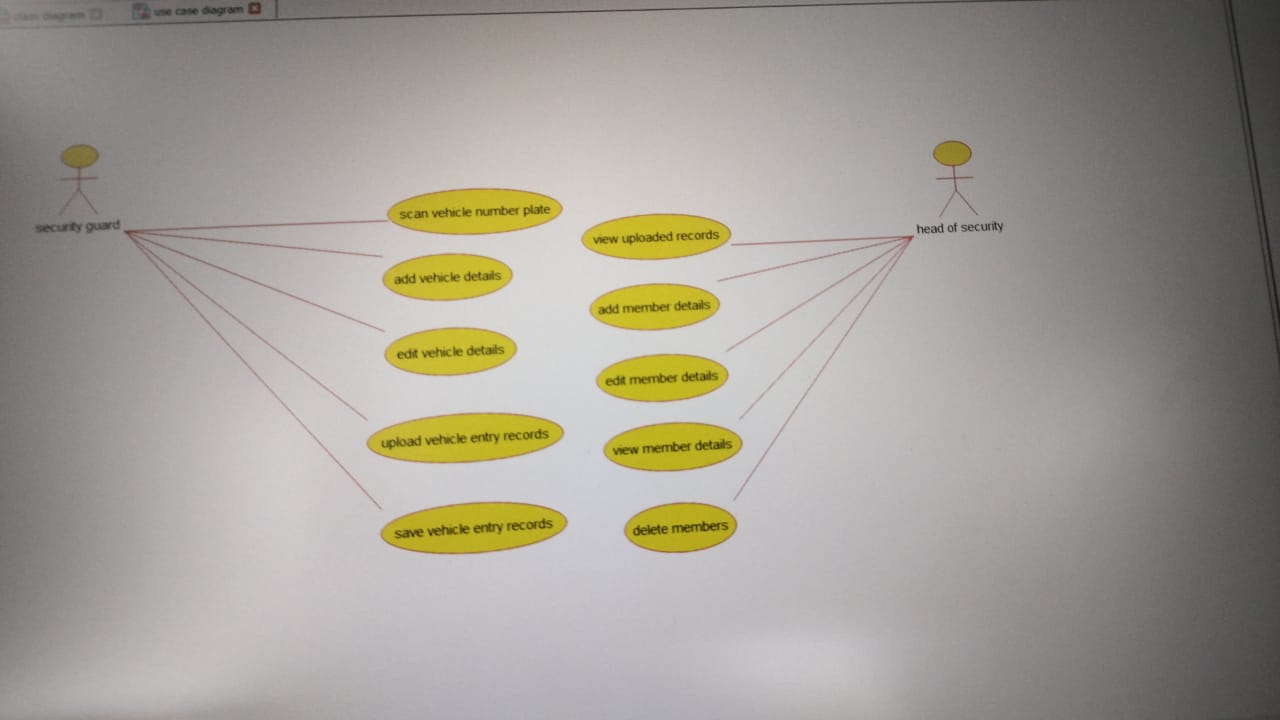 class diagram
use case diagram
security guard
head of security
scan vehicle number plate
add vehicle details
edit vehicle details
upload vehicle entry records
save vehicle entry records
view uploaded records
add member details
edit member details
view member details
delete members